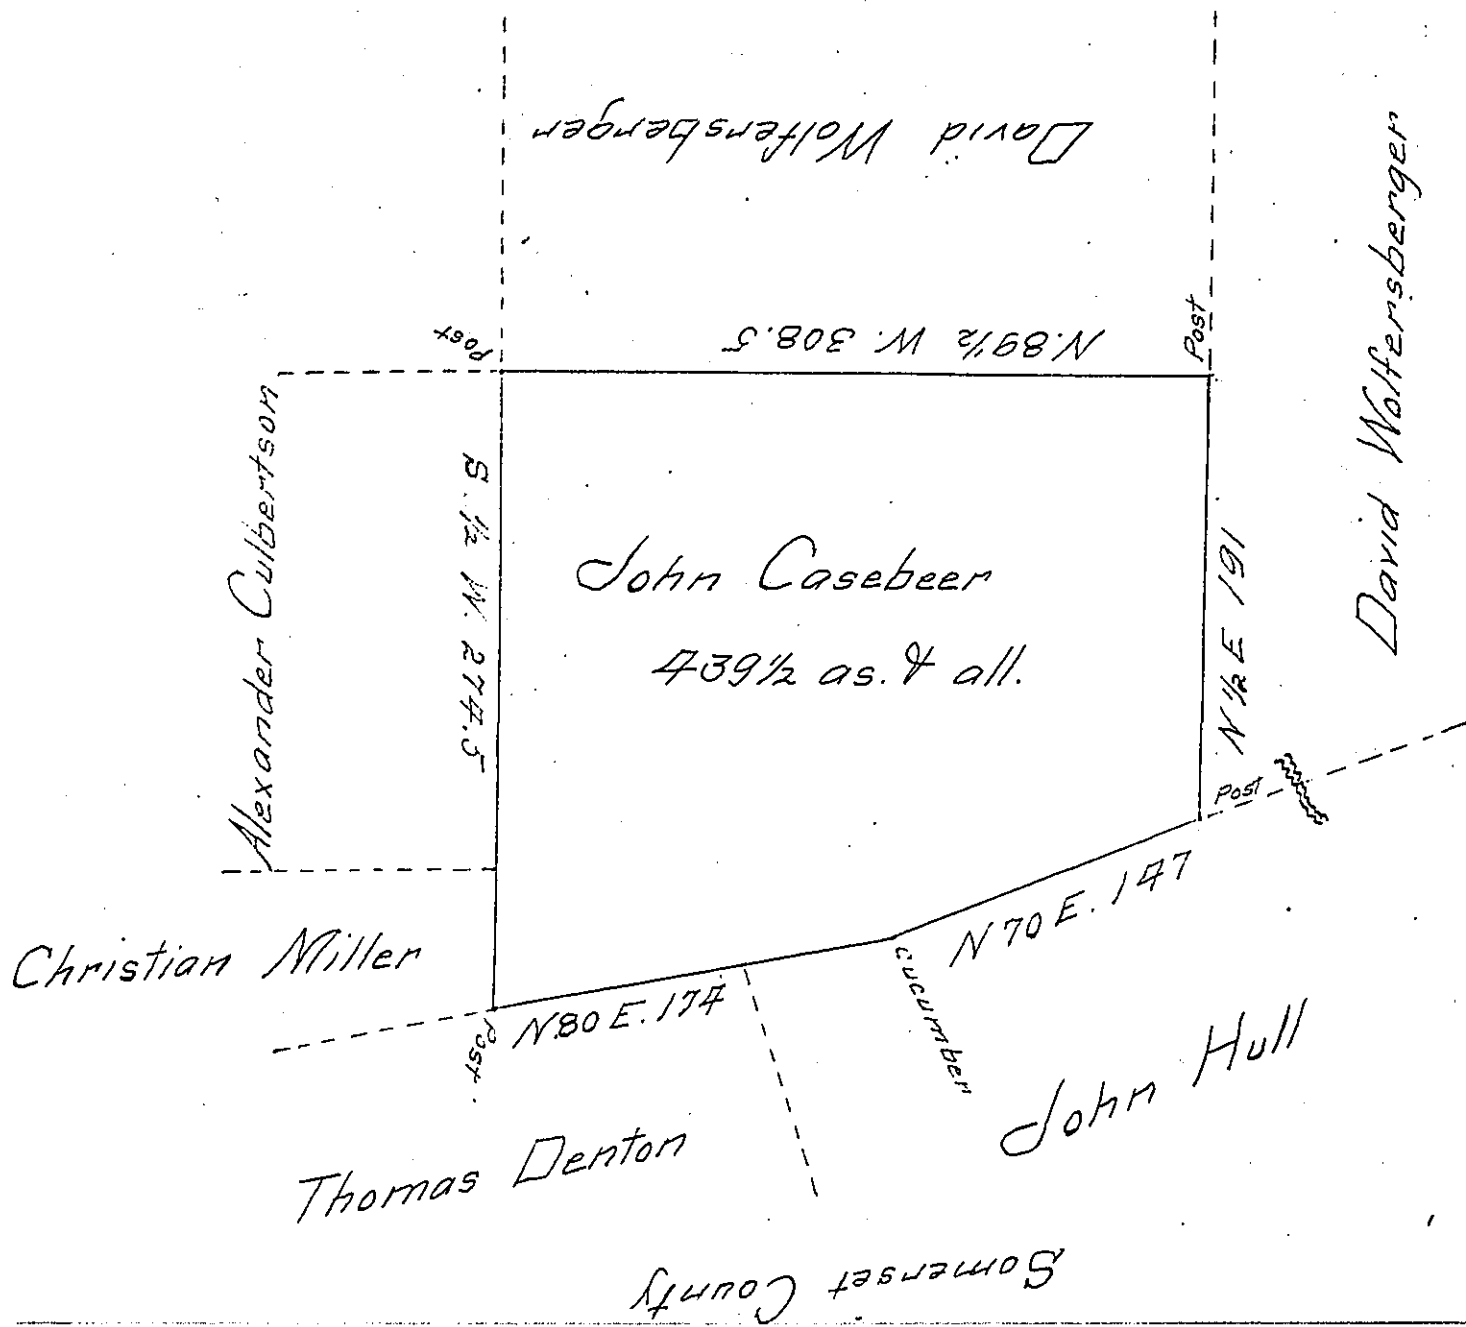 David Wolfersberger
David Wolfersberger
Post
N.89½ W. 308.5
Post
Alexander Culbertson
S. ½ W. 274.5
John Casebeer
439½ as. & all.
N ½ E 191
Post
N 70 E. 147
Christian Miller
Post
N.80 E. 174
cucumber
John Hull
Thomas Denton
Somerset County